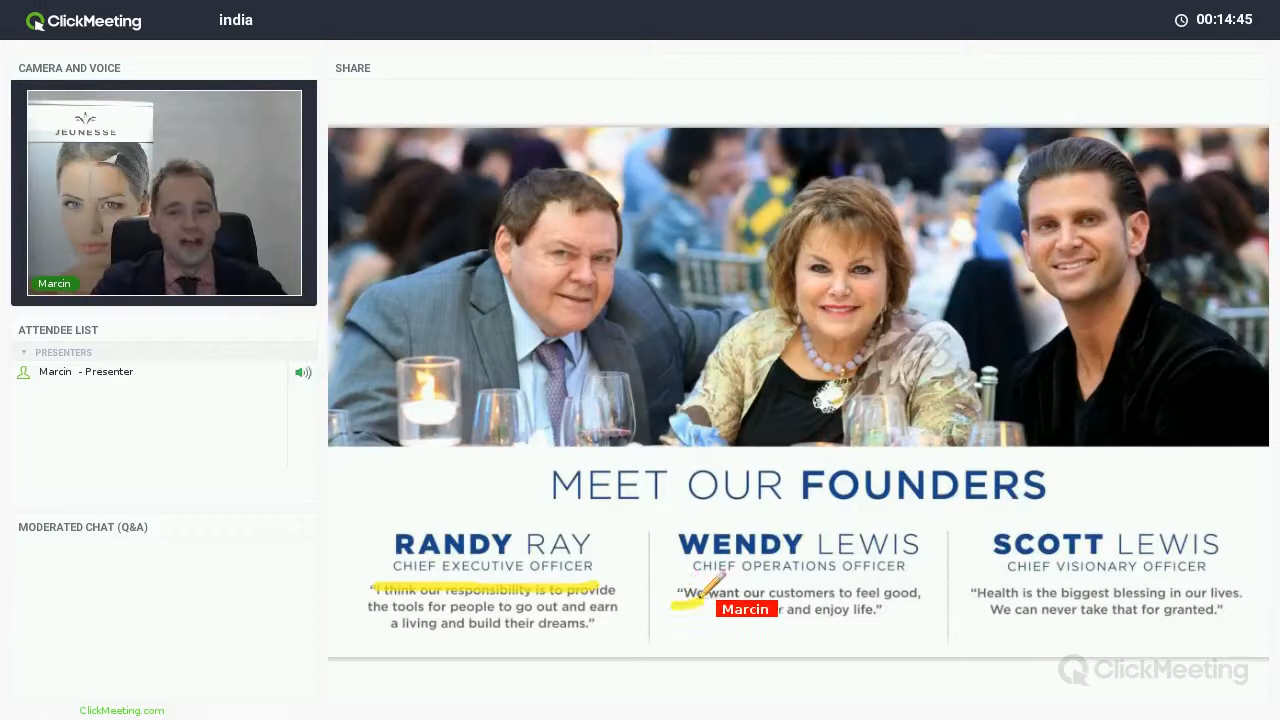 ClickMeeting
india
00:14:45
CAMERA AND VOICE
JEUNESSE
Marcin
ATTENDEE LIST
PRESENTERS
Marcin - Presenter
MODERATED CHAT (Q&A)
ClickMeeting.com
SHARE
MEET OUR FOUNDERS
RANDY RAY
CHIEF EXECUTIVE OFFICER
“I think our responsibility is to provide
the tools for people to go out and earn
a living and build their dreams.”
WENDY LEWIS
CHIEF OPERATIONS OFFICER
“We want our customers to feel good,
Marcin
r and enjoy life.”
SCOTT LEWIS
CHIEF VISIONARY OFFICER
“Health is the biggest blessing in our lives.
We can never take that for granted.”
ClickMeeting